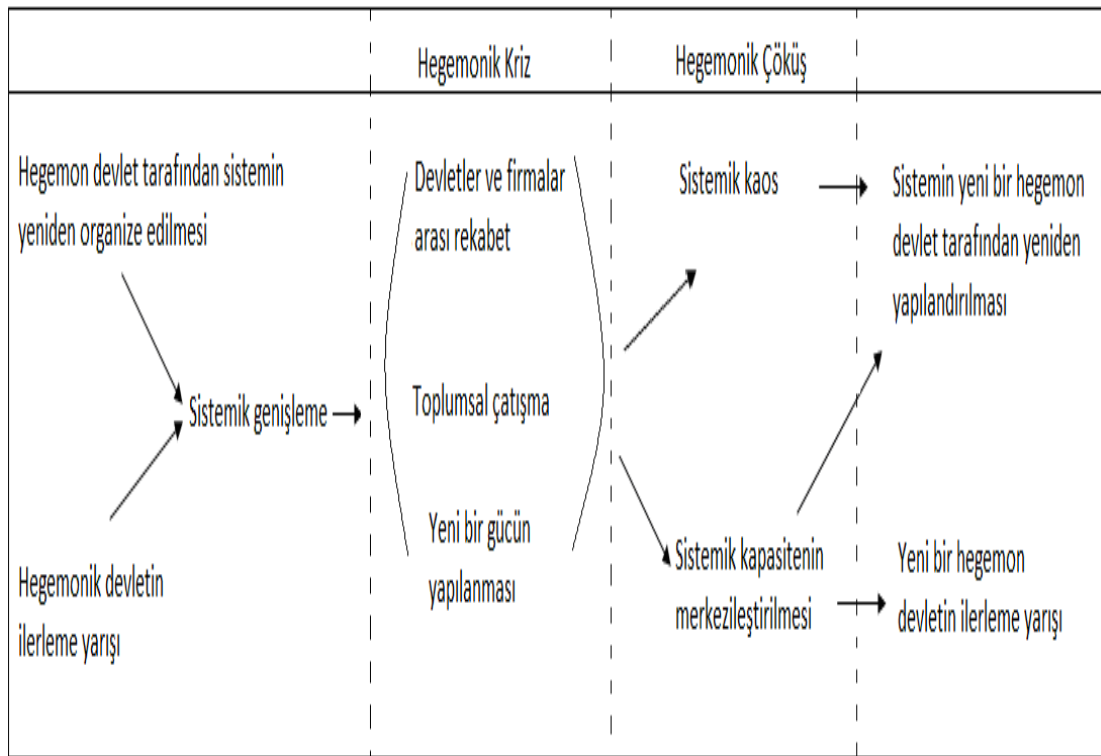 Hegemonik Kriz
Hegemonik Çöküş
Hegemon devlet tarafından sistemin
yeniden organize edilmesi
Sistemik genişleme
Hegemonik devletin
ilerleme yarışı
Devletler ve firmalar
arası rekabet
Toplumsal çatışma
Yeni bir gücün
yapılanması
Sistemik kaos
Sistemik kapasitenin
merkezileştirilmesi
Sistemin yeni bir hegemon
devlet tarafından yeniden
yapılandırılması
Yeni bir hegemon
devletin ilerleme yarışı